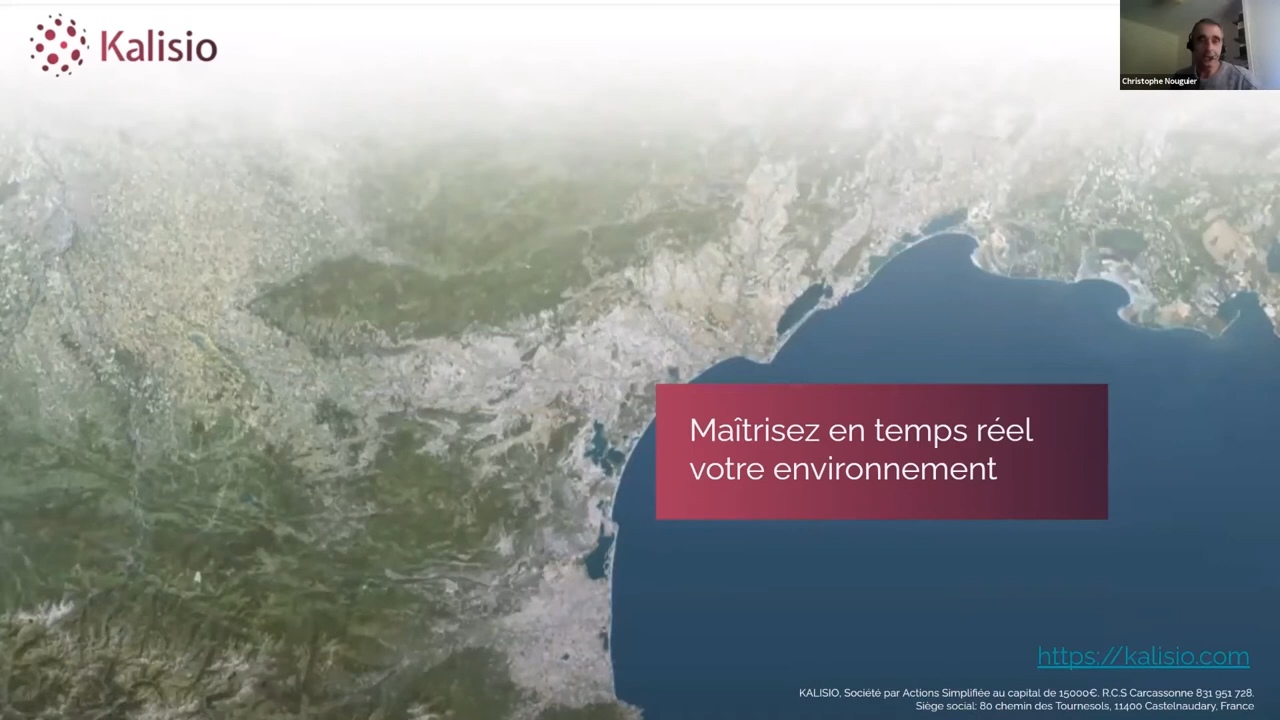 Kalisio
Christophe Nouguier
Maîtrisez en temps réel
votre environnement
https://kalisio.com
KALISIO, Société par Actions Simplifiée au capital de 15000€. R.C.S Carcassonne 831 951 728.
Siège social: 80 chemin des Tournesols, 11400 Castelnaudary, France